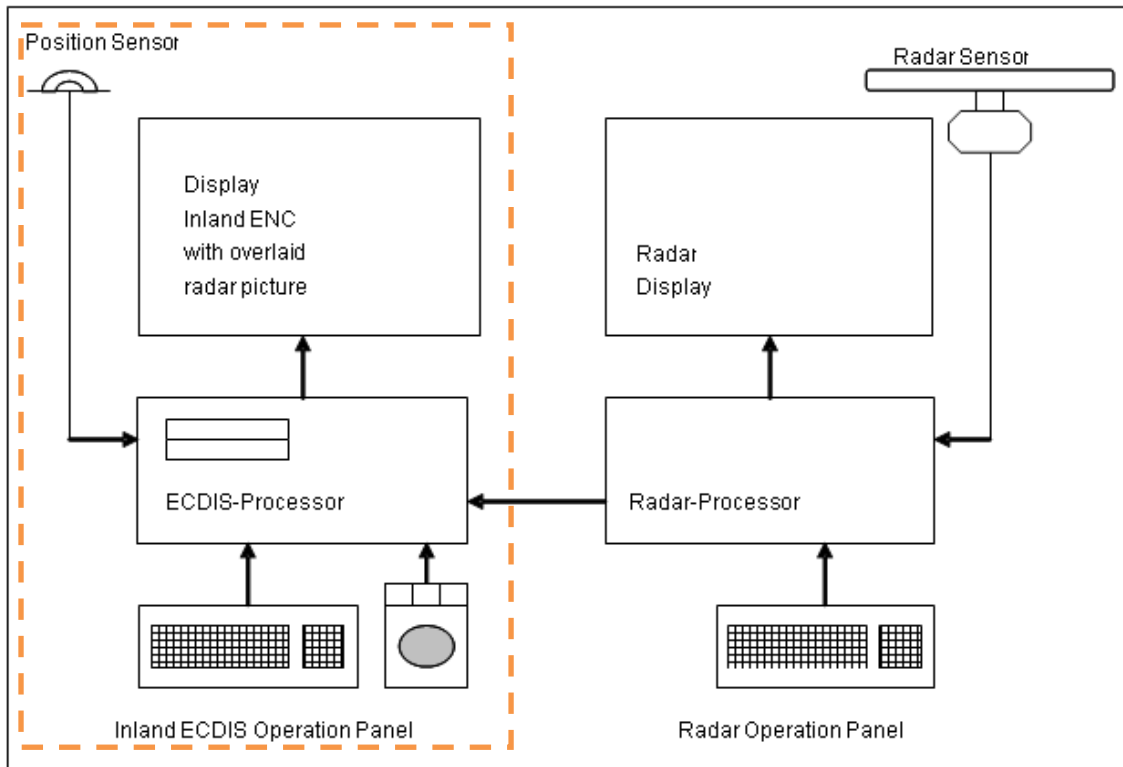 Position Sensor
Radar Sensor
Display
Inland ENC
with overlaid
radar picture
Radar
Display
ECDIS-Processor
Radar-Processor
Inland ECDIS Operation Panel
Radar Operation Panel